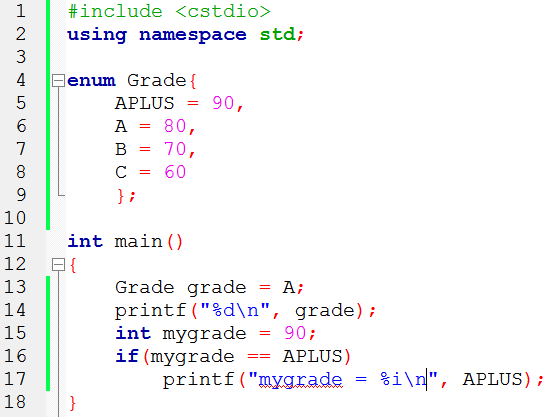 1 #include <cstdio>
2 using namespace std;
3
4 enum Grade{
5 APLUS = 90,
6 A = 80,
7 B = 70,
8 C = 60
9 };
10
11 int main()
12 {
13 Grade grade = A;
14 printf("%d\n", grade);
15 int mygrade = 90;
16 if(mygrade == APLUS)
17 printf("mygrade = %i\n", APLUS);
18 }